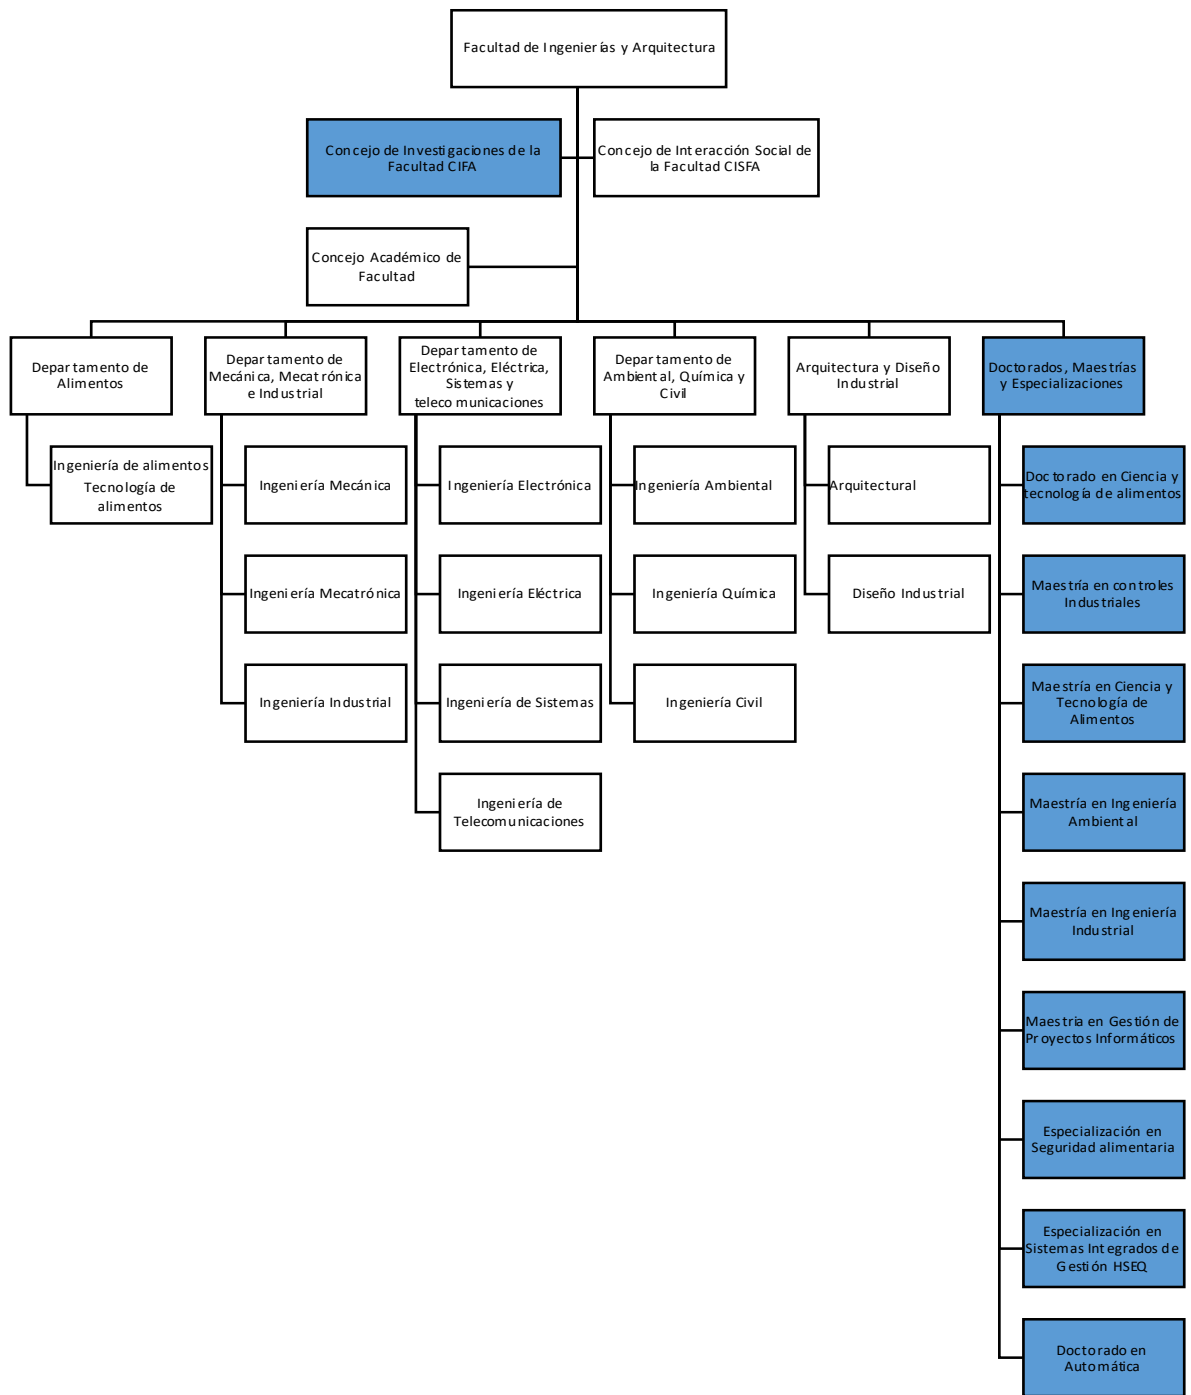 Facultad de Ingenierías y Arquitectura
Concejo de Investigaciones de la
Facultad CIFA
Concejo de Interacción Social de
la Facultad CISFA
Concejo Académico de
Facultad
Departamento de
Alimentos
Departamento de
Mecánica, Mecatrónica
e Industrial
Departamento de
Electrónica, Eléctrica,
Sistemas y
telecomunicaciones
Departamento de
Ambiental, Química y
Civil
Arquitectura y Diseño
Industrial
Doctorados, Maestrías
y Especializaciones
Ingeniería de alimentos
Tecnología de
alimentos
Ingeniería Mecánica
Ingeniería Electrónica
Ingeniería Ambiental
Arquitectural
Doctorado en Ciencia y
tecnología de alimentos
Ingeniería Mecatrónica
Ingeniería Eléctrica
Ingeniería Química
Diseño Industrial
Maestría en controles
Industriales
Ingeniería Industrial
Ingeniería de Sistemas
Ingeniería Civil
Maestría en Ciencia y
Tecnología de
Alimentos
Ingeniería de
Telecomunicaciones
Maestría en Ingeniería
Ambiental
Maestría en Ingeniería
Industrial
Maestria en Gestión de
Proyectos Informáticos
Especialización en
Seguridad alimentaria
Especialización en
Sistemas Integrados de
Gestión HSEQ
Doctorado en
Automática